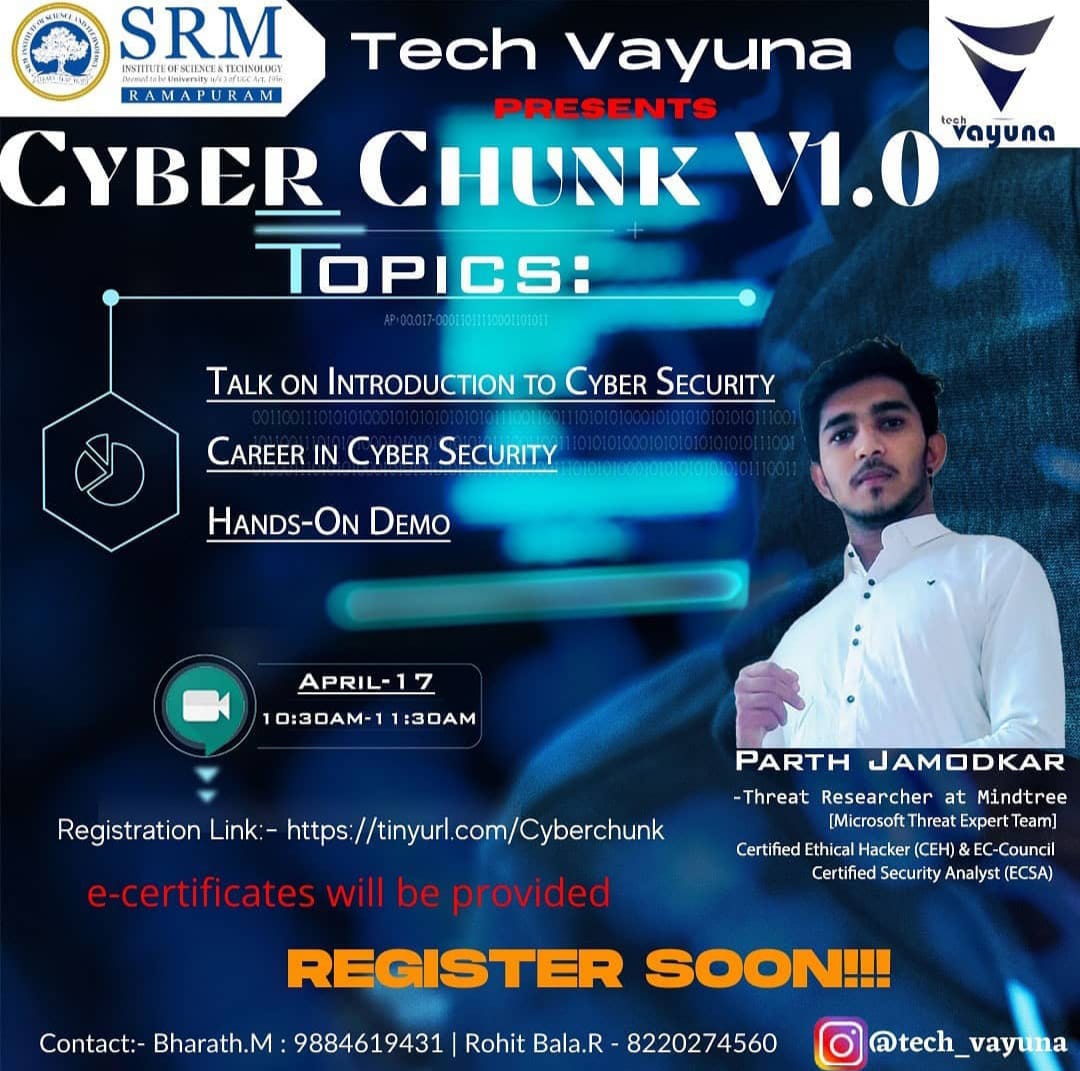 SRM
INSTITUTE OF SCIENCE & TECHNOLOGY
Deemed to be University u/s 3 of UGC Act, 1956
RAMAPURAM
Tech Vayuna
PRESENTS
tech
vayuna
CYBER CHUNK V1.0
TOPICS:
TALK ON INTRODUCTION TO CYBER SECURITY
CAREER IN CYBER SECURITY
HANDS-ON DEMO
APRIL-17
10:30AM-11:30AM
PARTH JAMODKAR
-Threat Researcher at Mindtree
[Microsoft Threat Expert Team]
Certified Ethical Hacker (CEH) & EC-Council
Certified Security Analyst (ECSA)
Registration Link:- https://tinyurl.com/Cyberchunk
e-certificates will be provided
REGISTER SOON!!!
Contact:- Bharath.M : 9884619431 | Rohit Bala.R - 8220274560
@tech_vayuna